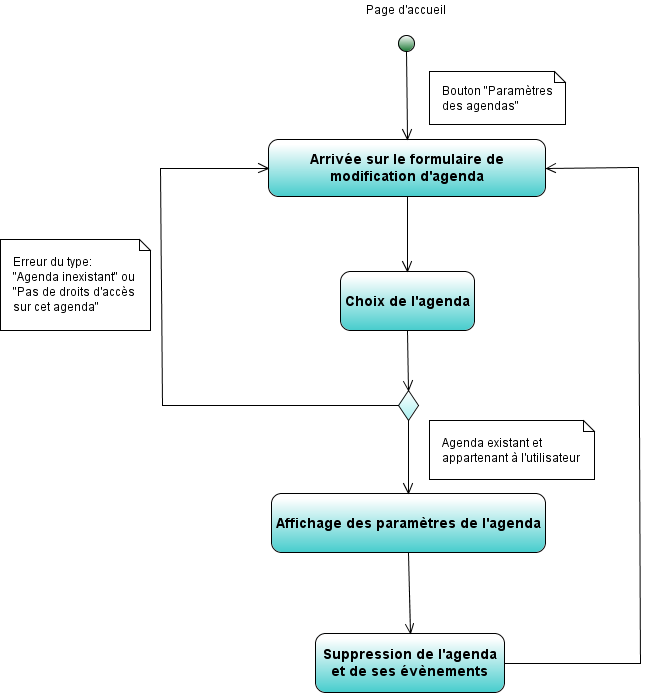 Page d'accueil
Bouton "Paramètres
des agendas"
Arrivée sur le formulaire de
modification d'agenda
Erreur du type:
"Agenda inexistant" ou
"Pas de droits d'accès
sur cet agenda"
Choix de l'agenda
Agenda existant et
appartenant à l'utilisateur
Affichage des paramètres de l'agenda
Suppression de l'agenda
et de ses évènements